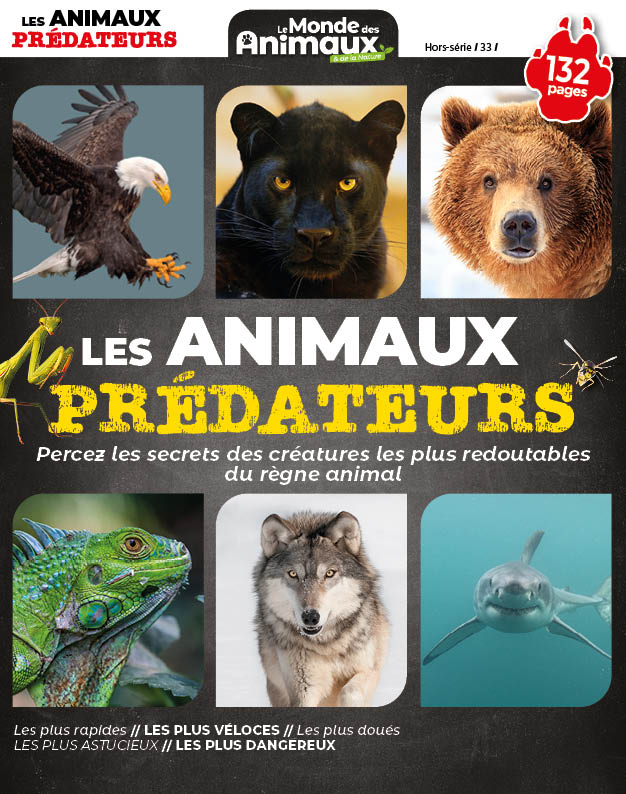 LES ANIMAUX
PRÉDATEURS
Le Monde des
Animaux
& de la Nature
Hors-série / 33 /
132
pages
LES ANIMAUX
PRÉDATEURS
Percez les secrets des créatures les plus redoutables
du règne animal
Les plus rapides // LES PLUS VÉLOCES // Les plus doués
LES PLUS ASTUCIEUX // LES PLUS DANGEREUX